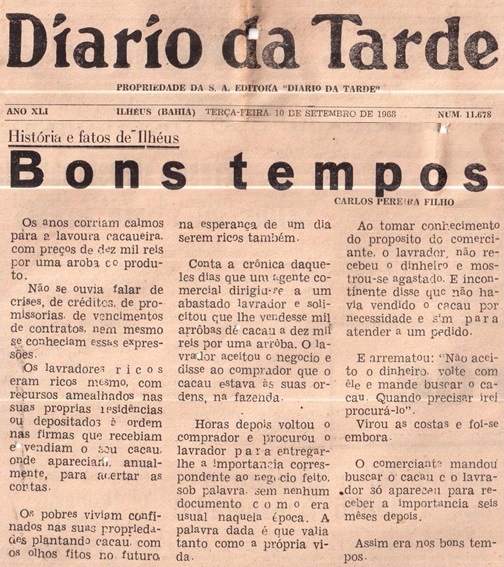 Diario da Tarde
PROPRIEDADE DA S. A. EDITORA "DIARIO DA TARDE"
ANO XLI ILHÉUS (BAHIA) TERÇA-FEIRA, 10 DE SETEMBRO DE 1968 NUM. 11.678
História e fatos de Ilhéus
Bons tempos
CARLOS PEREIRA FILHO
Os anos corriam calmos
para a lavoura cacaueira,
com preços de dez mil reis
por uma aroba do produ-
to.
Não se ouvia falar de
crises, de créditos, de pro-
missorias, de vencimentos
de contratos, nem mesmo
se conheciam essas expres-
sões.
Os lavradores ricos
eram ricos mesmo, com
recursos amealhados nas
suas proprias residências
ou depositados à ordem
nas firmas que recebiam
e vendiam o seu cacau,
onde apareciam, anual-
mente, para acertar as
contas.
Os pobres viviam confi-
nados nas suas proprieda-
des plantando cacau, com
os olhos fitos no futuro,
na esperança de um dia
serem ricos também.
Conta a crônica daque-
les dias que um agente co-
mercial dirigiu-se a um
abastado lavrador e soli-
citou que lhe vendesse mil
arrôbas de cacau a dez mil
reis por uma arrôba. O la-
vrador aceitou o negocio e
disse ao comprador que o
cacau estava às suas or-
dens, na fazenda.
Horas depois voltou o
comprador e procurou o
lavrador para entregar-
lhe a importancia corres-
pondente ao negocio feito,
sob palavra, sem nenhum
documento como era
usual naquela época. A
palavra dada é que valia
tanto como a própria vi-
da.
Ao tomar conhecimento
do proposito do comercian-
te, o lavrador, não re-
cebeu o dinheiro e mos-
trou-se agastado. E incon-
tinente disse que não ha-
via vendido o cacau por
necessidade e sim para
atender a um pedido.
E arrematou: "Não acei-
to o dinheiro, volte com
êle e mande buscar o ca-
cau. Quando precisar irei
procurá-lo".
Virou as costas e foi-se
embora.
O comerciante mandou
buscar o cacau e o lavra-
dor só apareceu para re-
ceber a importancia seis
mêses depois.
Assim era nos bons tem-
pos.